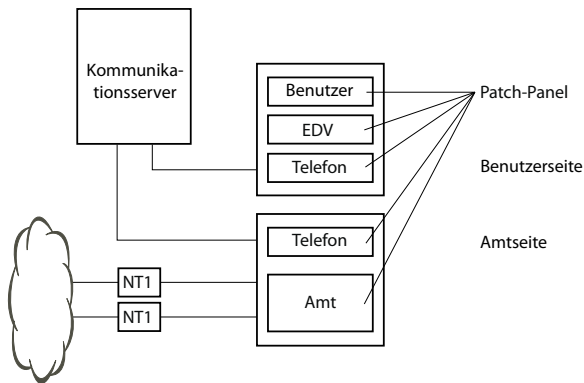 Kommunika-
tionsserver
Benutzer
EDV
Telefon
Patch-Panel
Benutzerseite
Telefon
Amt
Amtseite
NT1
NT1